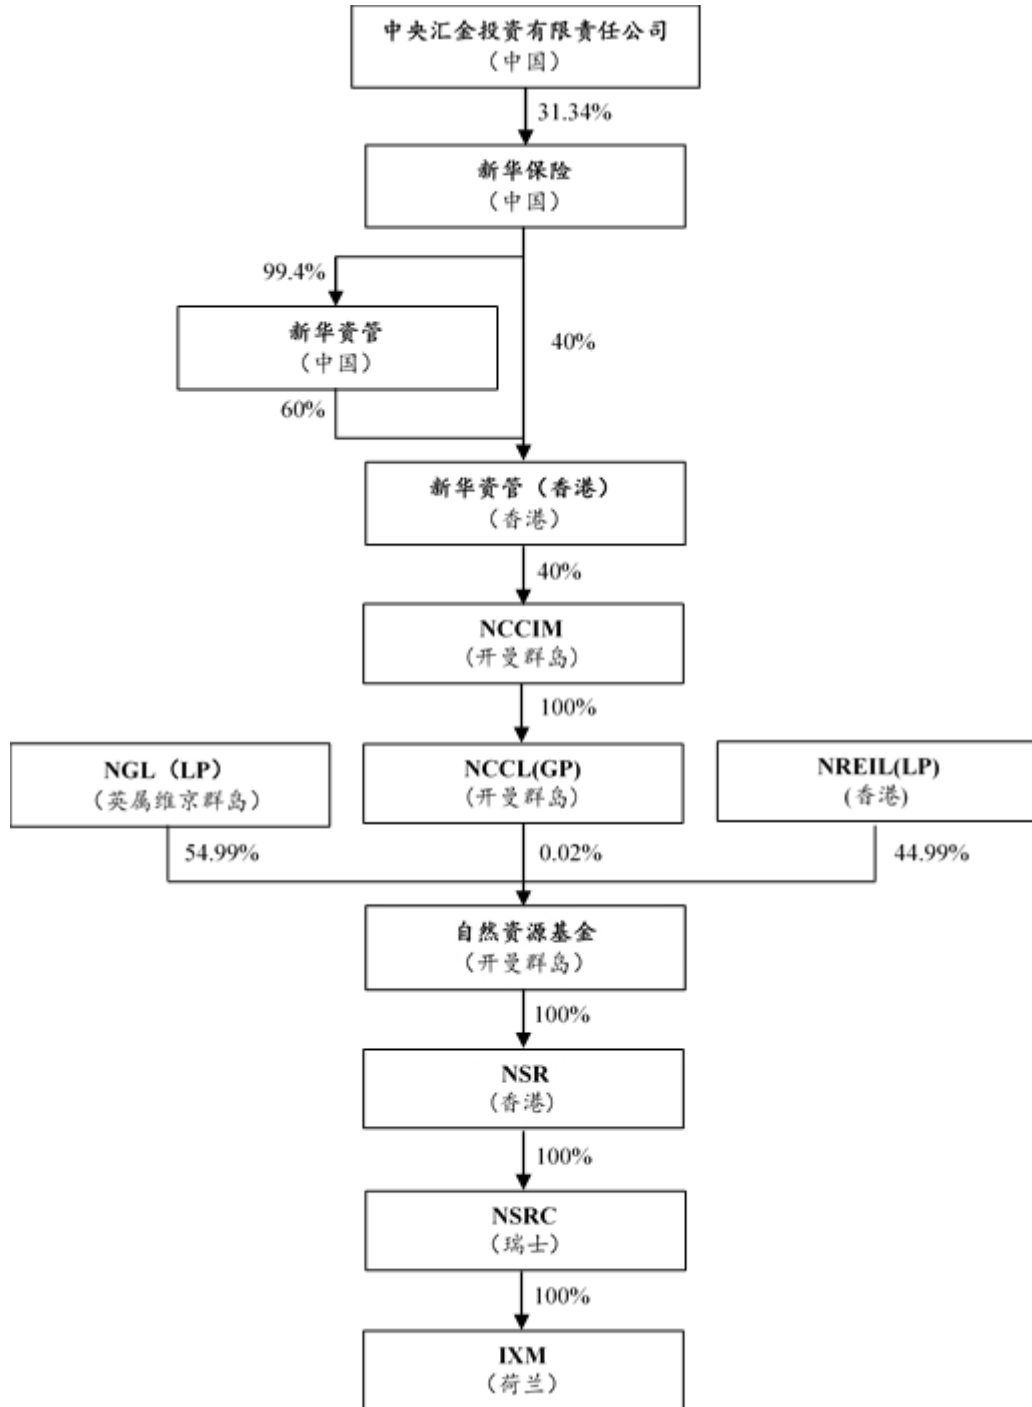 中央汇金投资有限责任公司
（中国）
31.34%
新华保险
（中国）
99.4%
新华资管
（中国）
40%
60%
新华资管（香港）
（香港）
40%
NCCIM
(开曼群岛)
100%
NGL（LP）
（英属维京群岛）
NCCL(GP)
(开曼群岛)
NREIL(LP)
(香港)
54.99%
0.02%
44.99%
自然资源基金
（开曼群岛）
100%
NSR
(香港)
100%
NSRC
（瑞士）
100%
IXM
(荷兰)